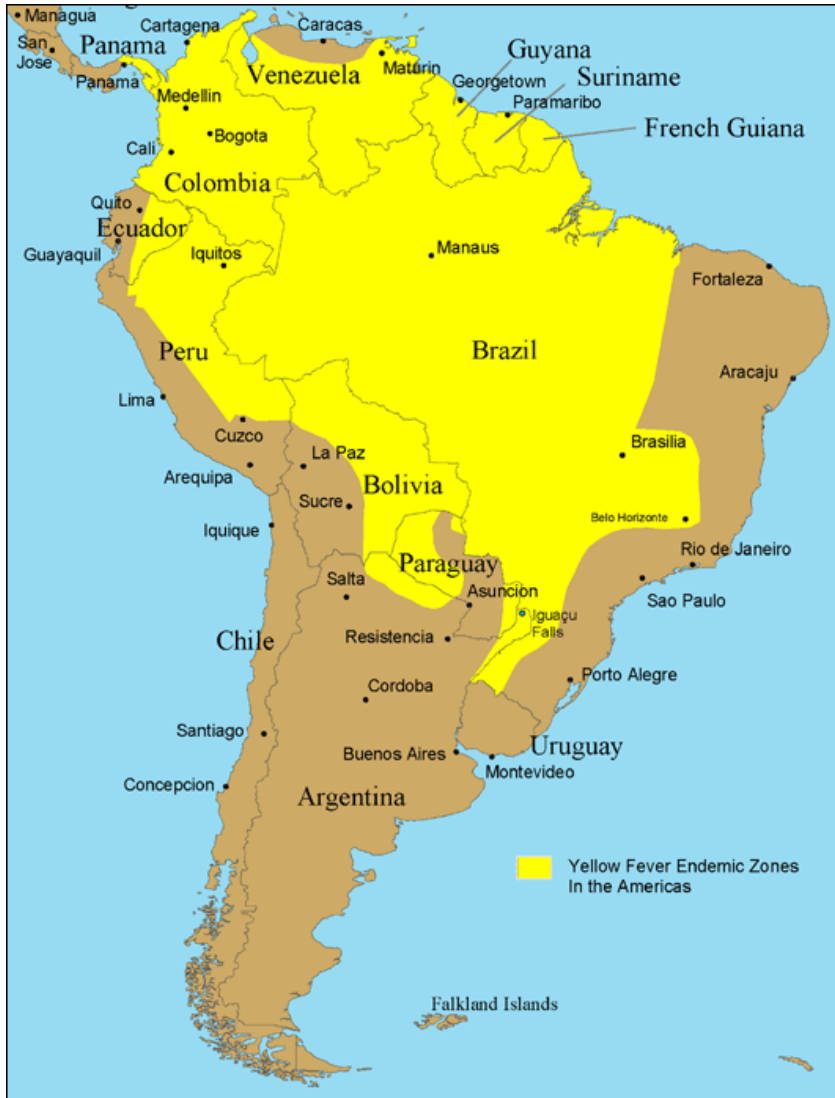 Managua
San
Jose
Panama
Panama
Cartagena
Caracas
Venezuela
Maturin
Guyana
Suriname
Georgetown
Paramaribo
French Guiana
Medellin
Bogota
Cali
Colombia
Quito
Ecuador
Guayaquil
Iquitos
Manaus
Fortaleza
Peru
Brazil
Aracaju
Lima
Cuzco
Brasilia
Arequipa
La Paz
Bolivia
Sucre
Belo Horizonte
Iquique
Paraguay
Rio de Janeiro
Salta
Asuncion
Sao Paulo
Iguaçu
Falls
Chile
Resistencia
Cordoba
Porto Alegre
Santiago
Buenos Aires
Uruguay
Montevideo
Concepcion
Argentina
Yellow Fever Endemic Zones
In the Americas
Falkland Islands